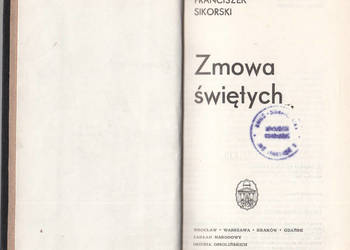 FRANCISZEK
SIKORSKI
Zmowa
świętych
WROCŁAW • WARSZAWA • KRAKÓW • GDAŃSK
ZAKŁAD NARODOWY
IMIENIA OSSOLIŃSKICH